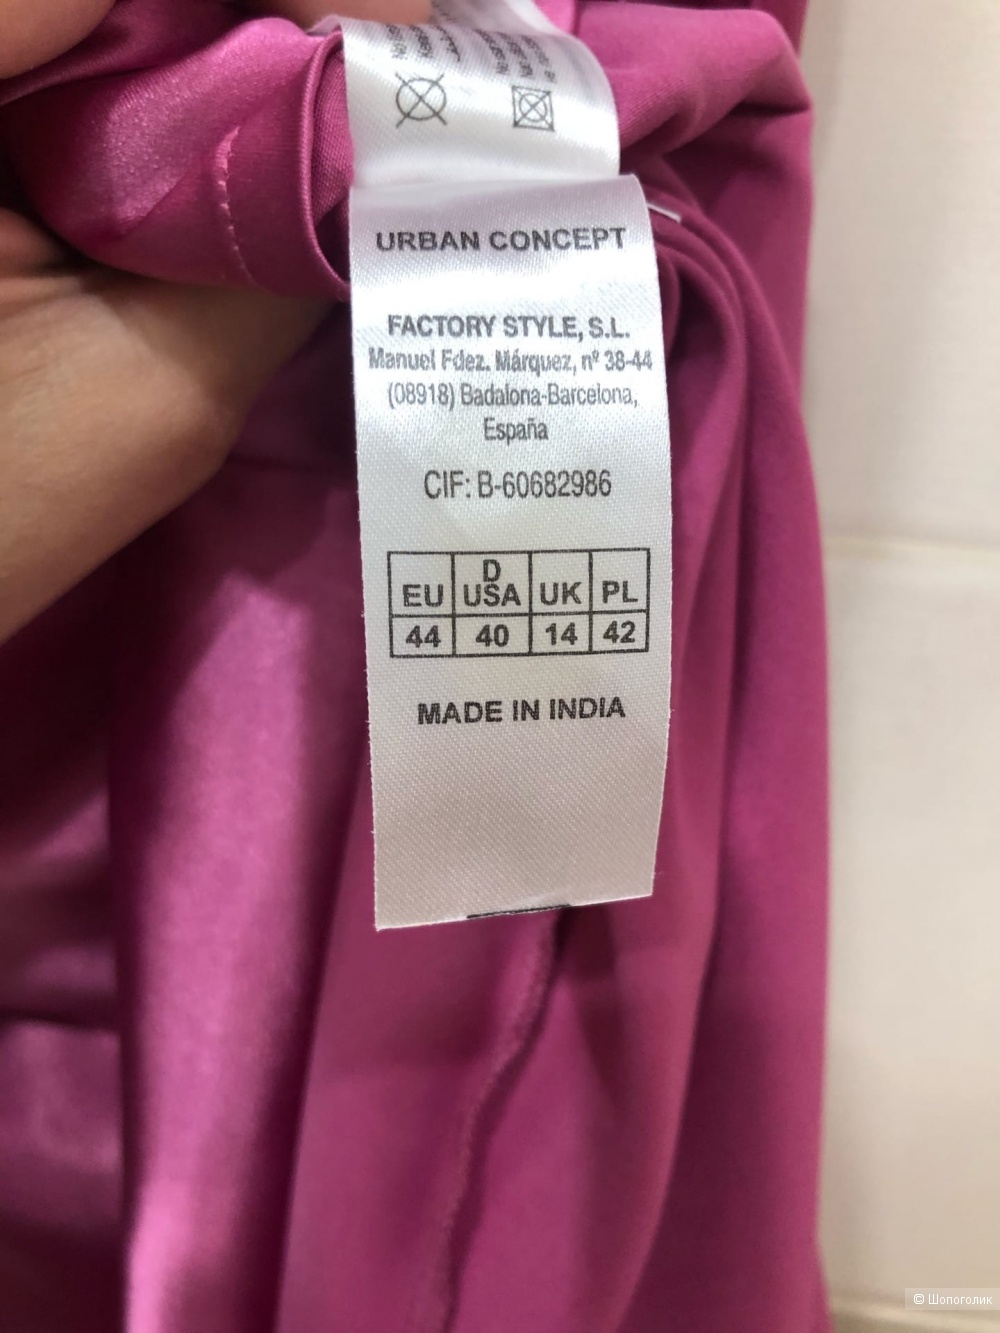 URBAN CONCEPT
FACTORY STYLE, S.L.
Manuel Fdez. Márquez, nº 38-44
(08918) Badalona-Barcelona,
España
CIF: B-60682986
EU D USA UK PL
44 40 14 42
MADE IN INDIA
© Шопоголик